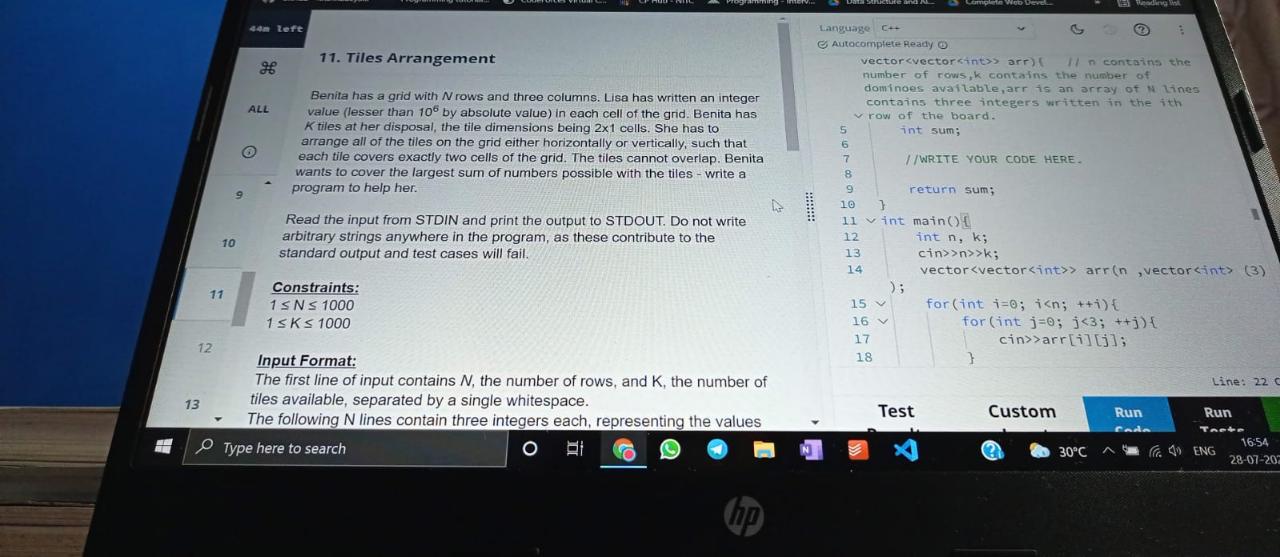 Programming tutorial...
Codeforces Virtual C...
CP Hub - NITC
Programming - Interv...
Data Structure and Al...
Complete Web Devel...
»
Reading list
44m left
ALL
9
10
11
12
13
11. Tiles Arrangement
Benita has a grid with N rows and three columns. Lisa has written an integer
value (lesser than 10⁶ by absolute value) in each cell of the grid. Benita has
K tiles at her disposal, the tile dimensions being 2x1 cells. She has to
arrange all of the tiles on the grid either horizontally or vertically, such that
each tile covers exactly two cells of the grid. The tiles cannot overlap. Benita
wants to cover the largest sum of numbers possible with the tiles - write a
program to help her.
Read the input from STDIN and print the output to STDOUT. Do not write
arbitrary strings anywhere in the program, as these contribute to the
standard output and test cases will fail.
Constraints:
1 ≤ N ≤ 1000
1 ≤ K ≤ 1000
Input Format:
The first line of input contains N, the number of rows, and K, the number of
tiles available, separated by a single whitespace.
The following N lines contain three integers each, representing the values
Language C++
Autocomplete Ready
vector<vector<int>> arr){ // n contains the
number of rows,k contains the number of
dominoes available,arr is an array of N lines
contains three integers written in the ith
row of the board.
5 int sum;
6
7 //WRITE YOUR CODE HERE.
8
9 return sum;
10 }
11 int main(){
12 int n, k;
13 cin>>n>>k;
14 vector<vector<int>> arr(n ,vector<int> (3)
);
15 for(int i=0; i<n; ++i){
16 for(int j=0; j<3; ++j){
17 cin>>arr[i][j];
18 }
Line: 22
Test
Custom
Run
Code
Run
Tests
Type here to search
30°C
ENG
16:54
28-07-202
hp